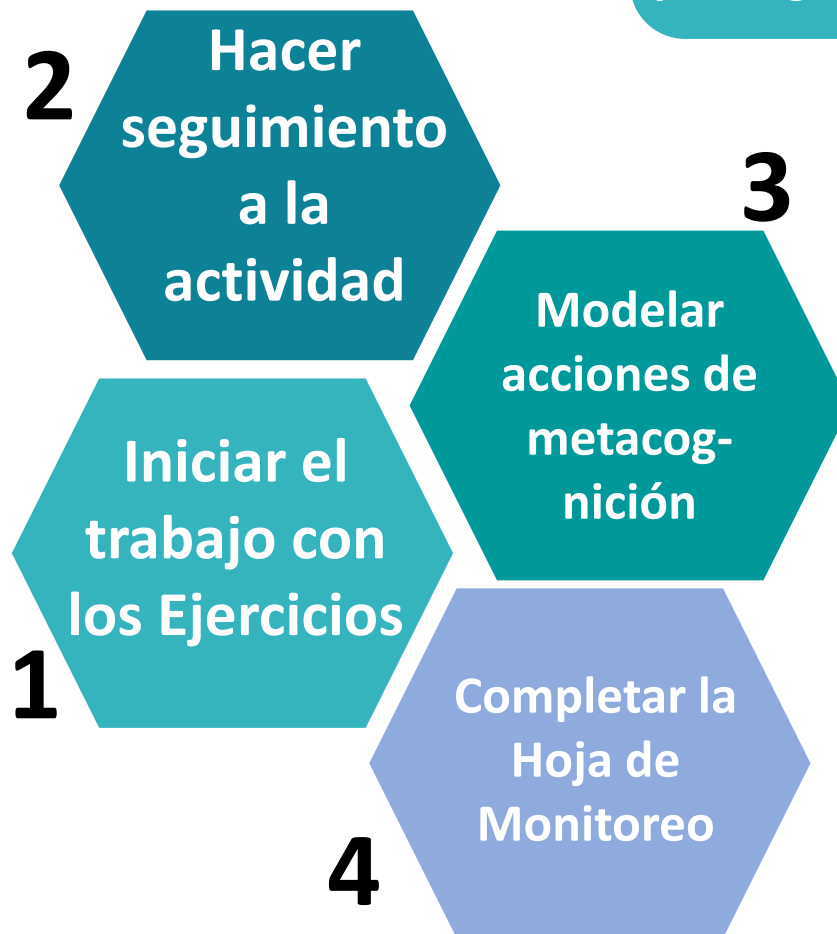 2
Hacer
seguimiento
a la
actividad
3
Modelar
acciones de
metacog-
nición
1
Iniciar el
trabajo con
los Ejercicios
4
Completar la
Hoja de
Monitoreo